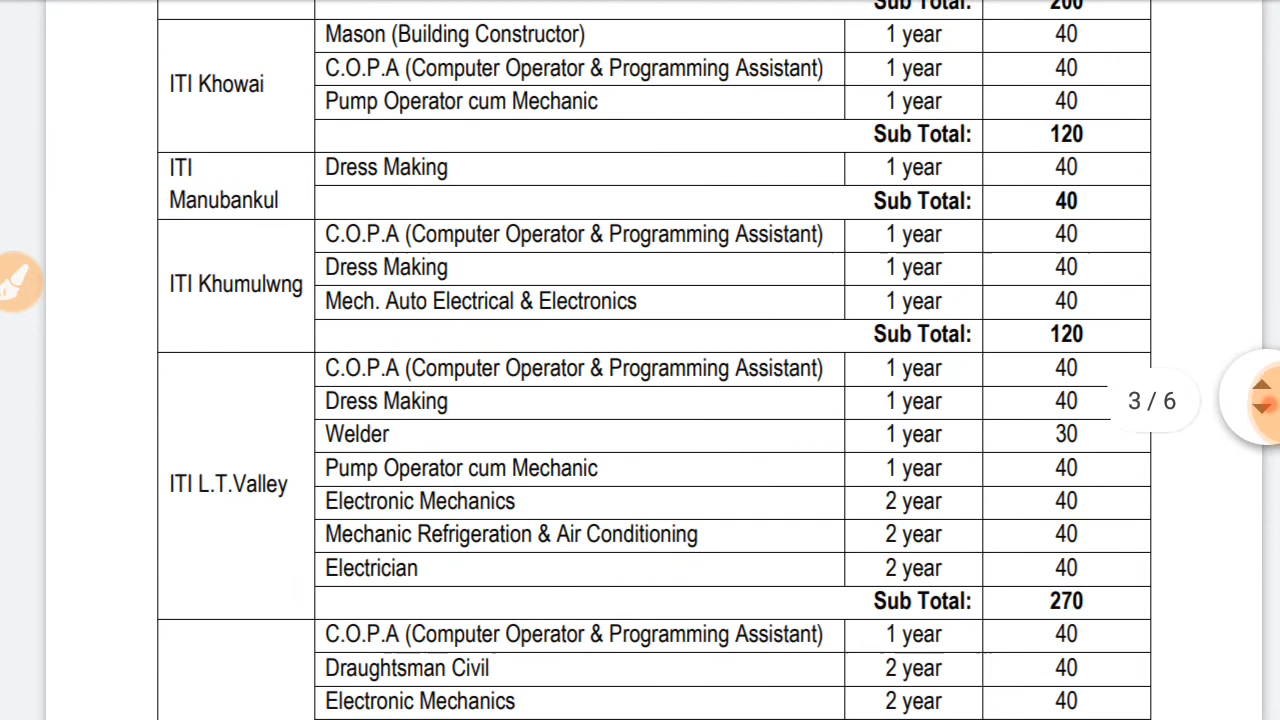 Sub Total: 200
ITI Khowai
Mason (Building Constructor) 1 year 40
C.O.P.A (Computer Operator & Programming Assistant) 1 year 40
Pump Operator cum Mechanic 1 year 40
Sub Total: 120
ITI Manubankul
Dress Making 1 year 40
Sub Total: 40
ITI Khumulwng
C.O.P.A (Computer Operator & Programming Assistant) 1 year 40
Dress Making 1 year 40
Mech. Auto Electrical & Electronics 1 year 40
Sub Total: 120
ITI L.T.Valley
C.O.P.A (Computer Operator & Programming Assistant) 1 year 40
Dress Making 1 year 40
Welder 1 year 30
Pump Operator cum Mechanic 1 year 40
Electronic Mechanics 2 year 40
Mechanic Refrigeration & Air Conditioning 2 year 40
Electrician 2 year 40
Sub Total: 270
C.O.P.A (Computer Operator & Programming Assistant) 1 year 40
Draughtsman Civil 2 year 40
Electronic Mechanics 2 year 40
3 / 6